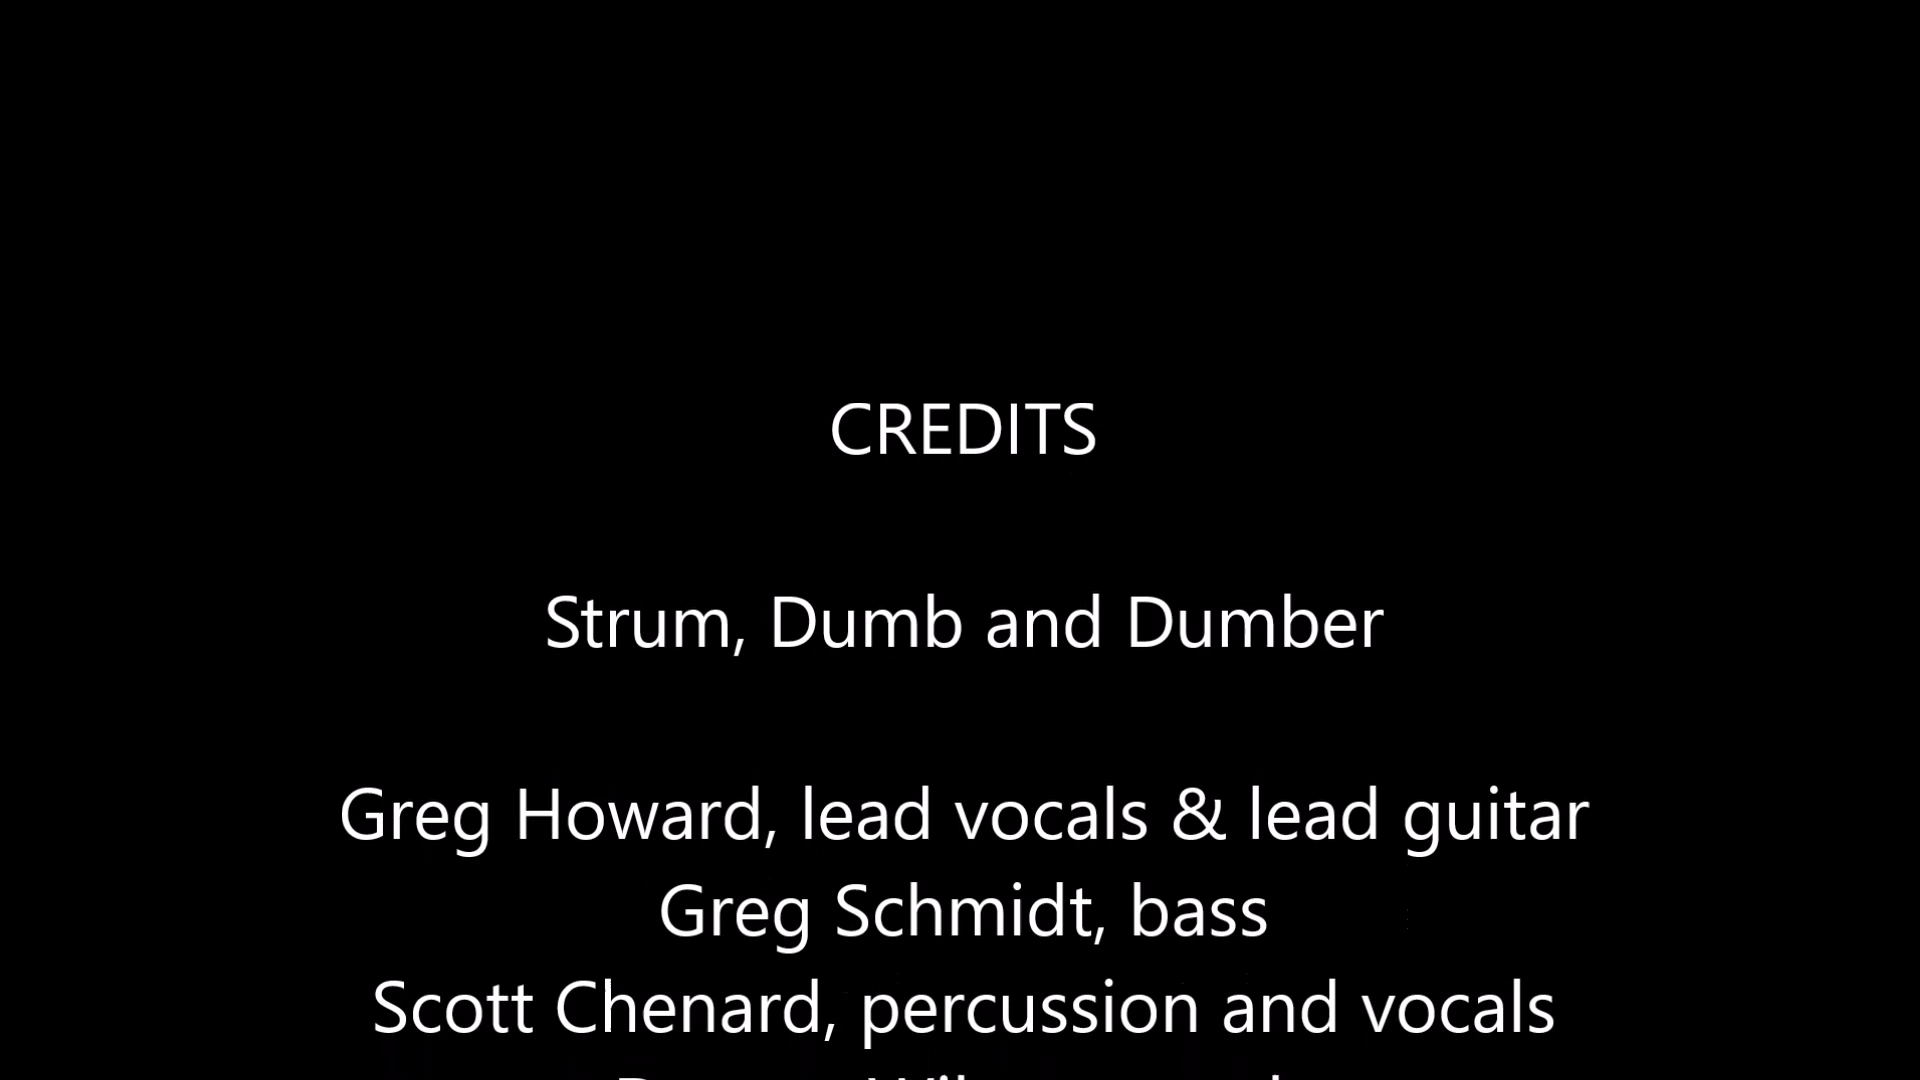 CREDITS
Strum, Dumb and Dumber
Greg Howard, lead vocals & lead guitar
Greg Schmidt, bass
Scott Chenard, percussion and vocals